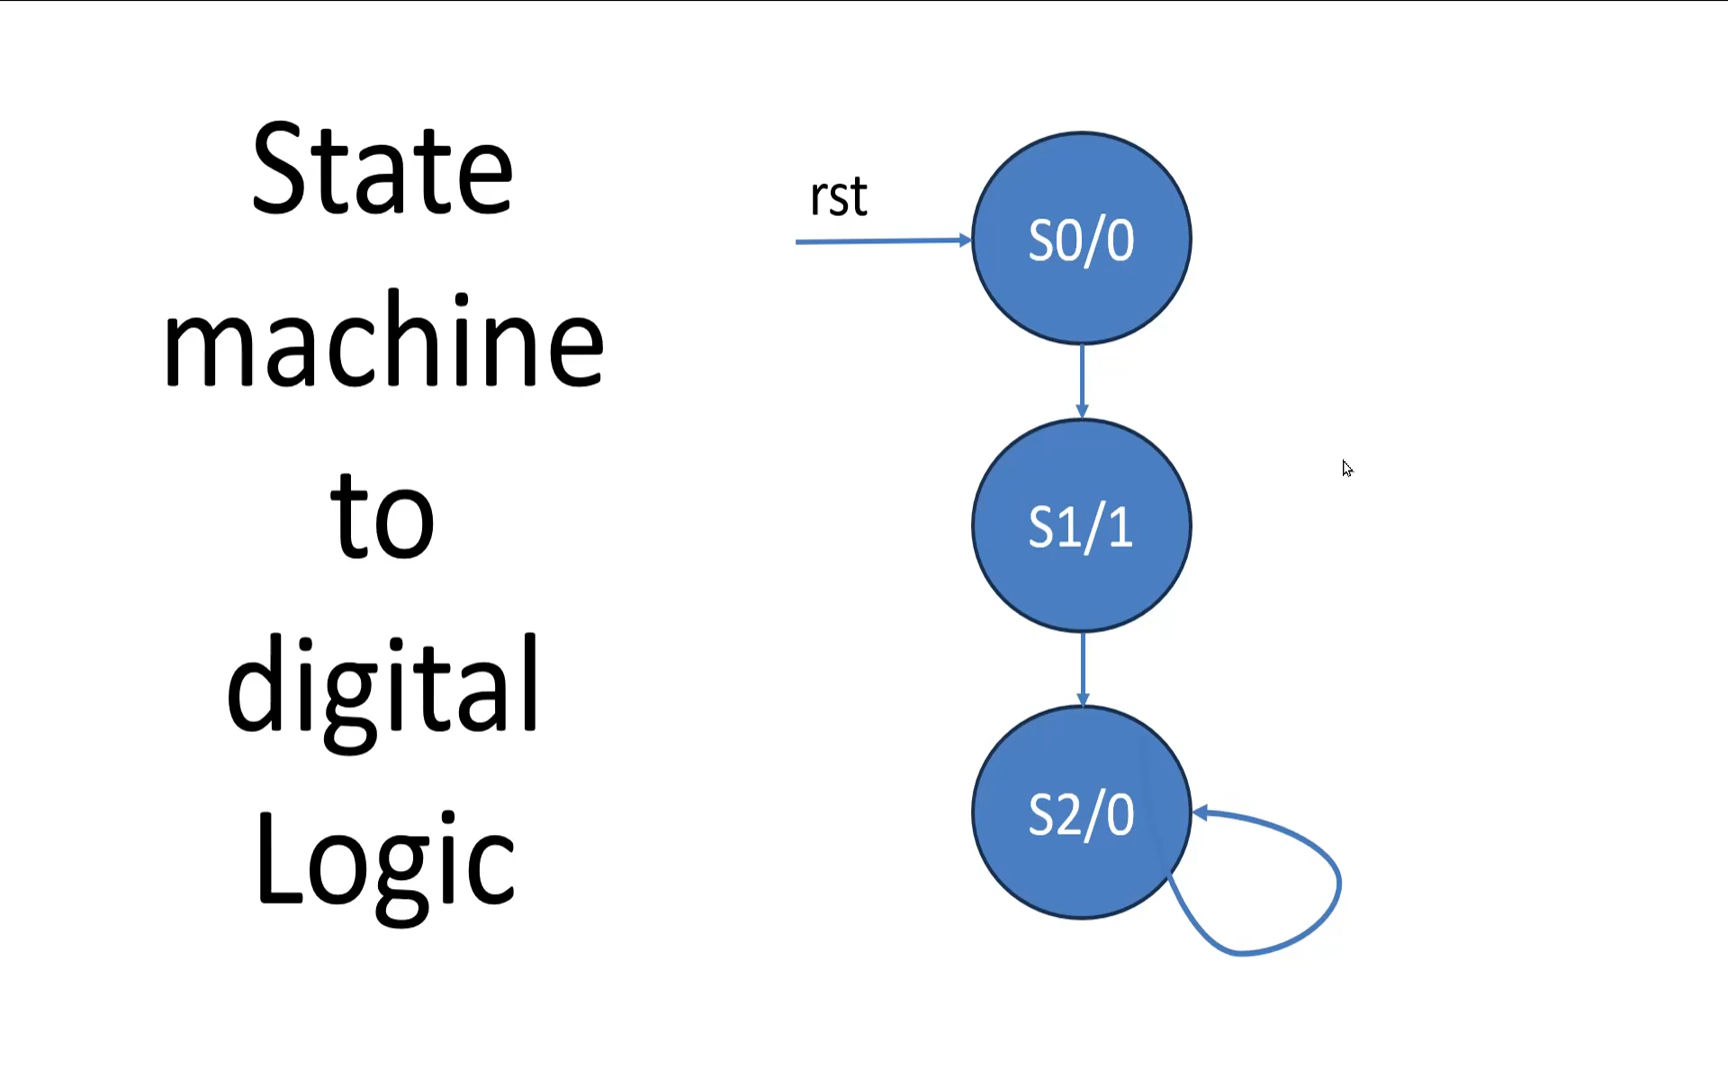 State
machine
to
digital
Logic
rst
S0/0
S1/1
S2/0